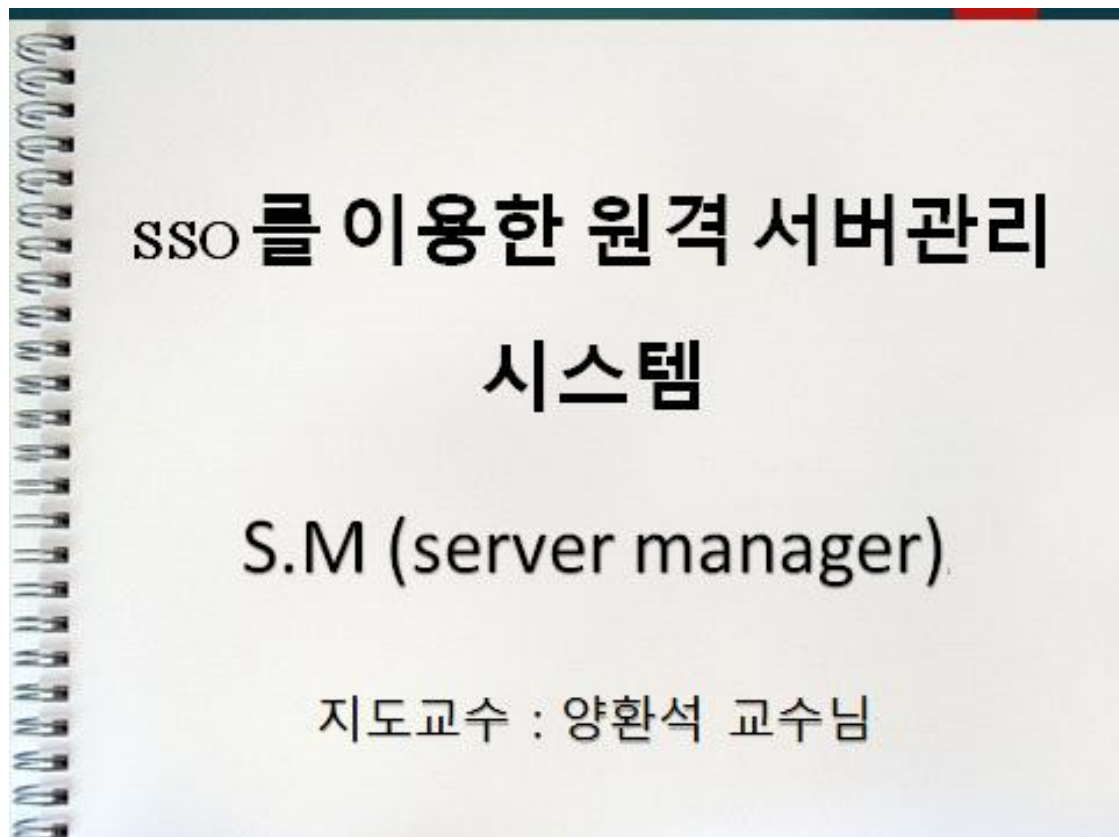 sso를 이용한 원격 서버관리
시스템
S.M (server manager)
지도교수 : 양환석 교수님